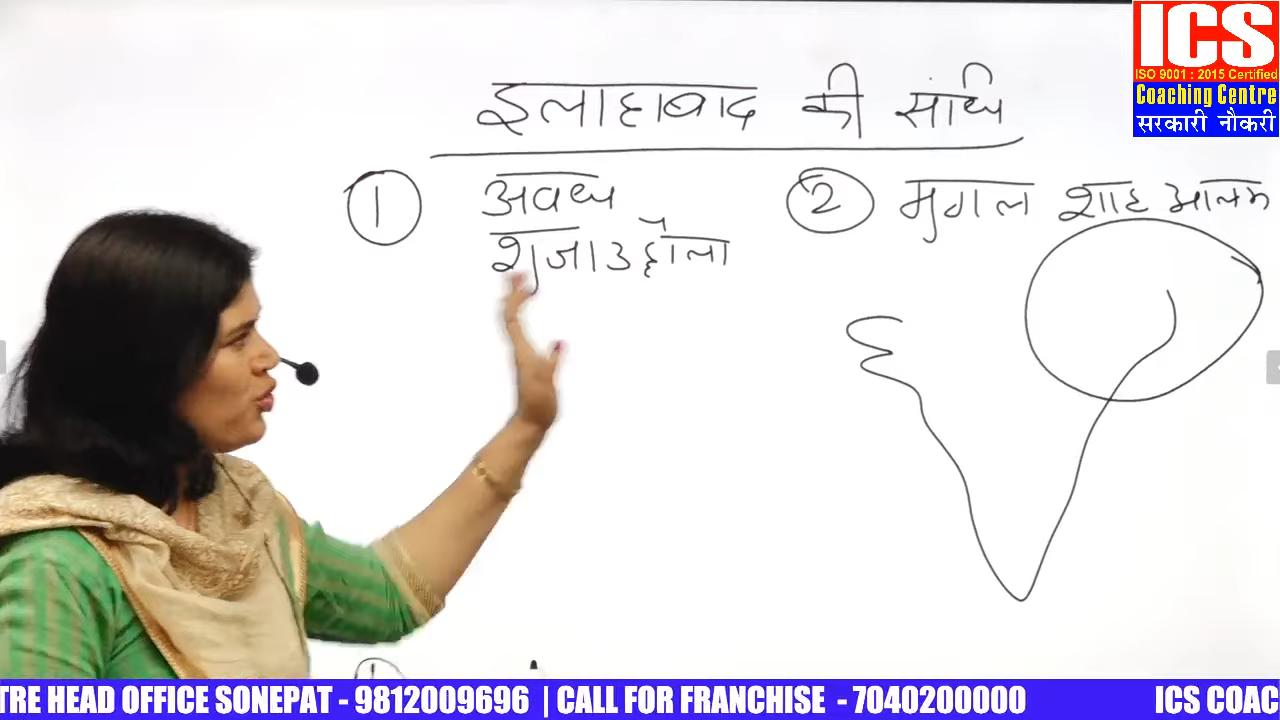 ICS
ISO 9001 : 2015 Certified
Coaching Centre
सरकारी नौकरी
इलाहाबाद की संधि
① अवध
शुजाउद्दौला
② मुगल शाह आलम
TRE HEAD OFFICE SONEPAT - 9812009696 | CALL FOR FRANCHISE - 7040200000 ICS COAC